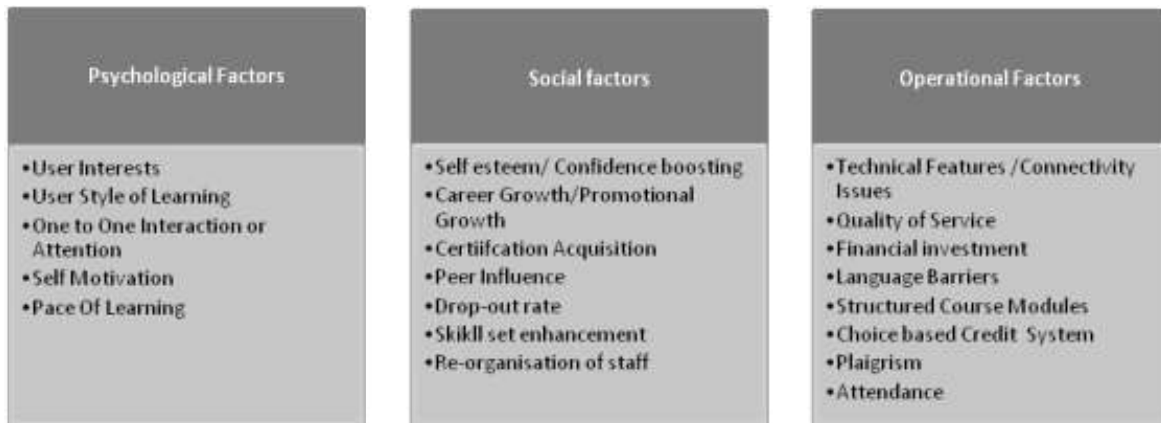 Psychological Factors
•User Interests
•User Style of Learning
•One to One Interaction or
Attention
•Self Motivation
•Pace Of Learning
Social factors
•Self esteem/ Confidence boosting
•Career Growth/Promotional
Growth
•Certiifcation Acquisition
•Peer Influence
•Drop-out rate
•Skikll set enhancement
•Re-organisation of staff
Operational Factors
•Technical Features /Connectivity
Issues
•Quality of Service
•Financial investment
•Language Barriers
•Structured Course Modules
•Choice based Credit System
•Plaigrism
•Attendance